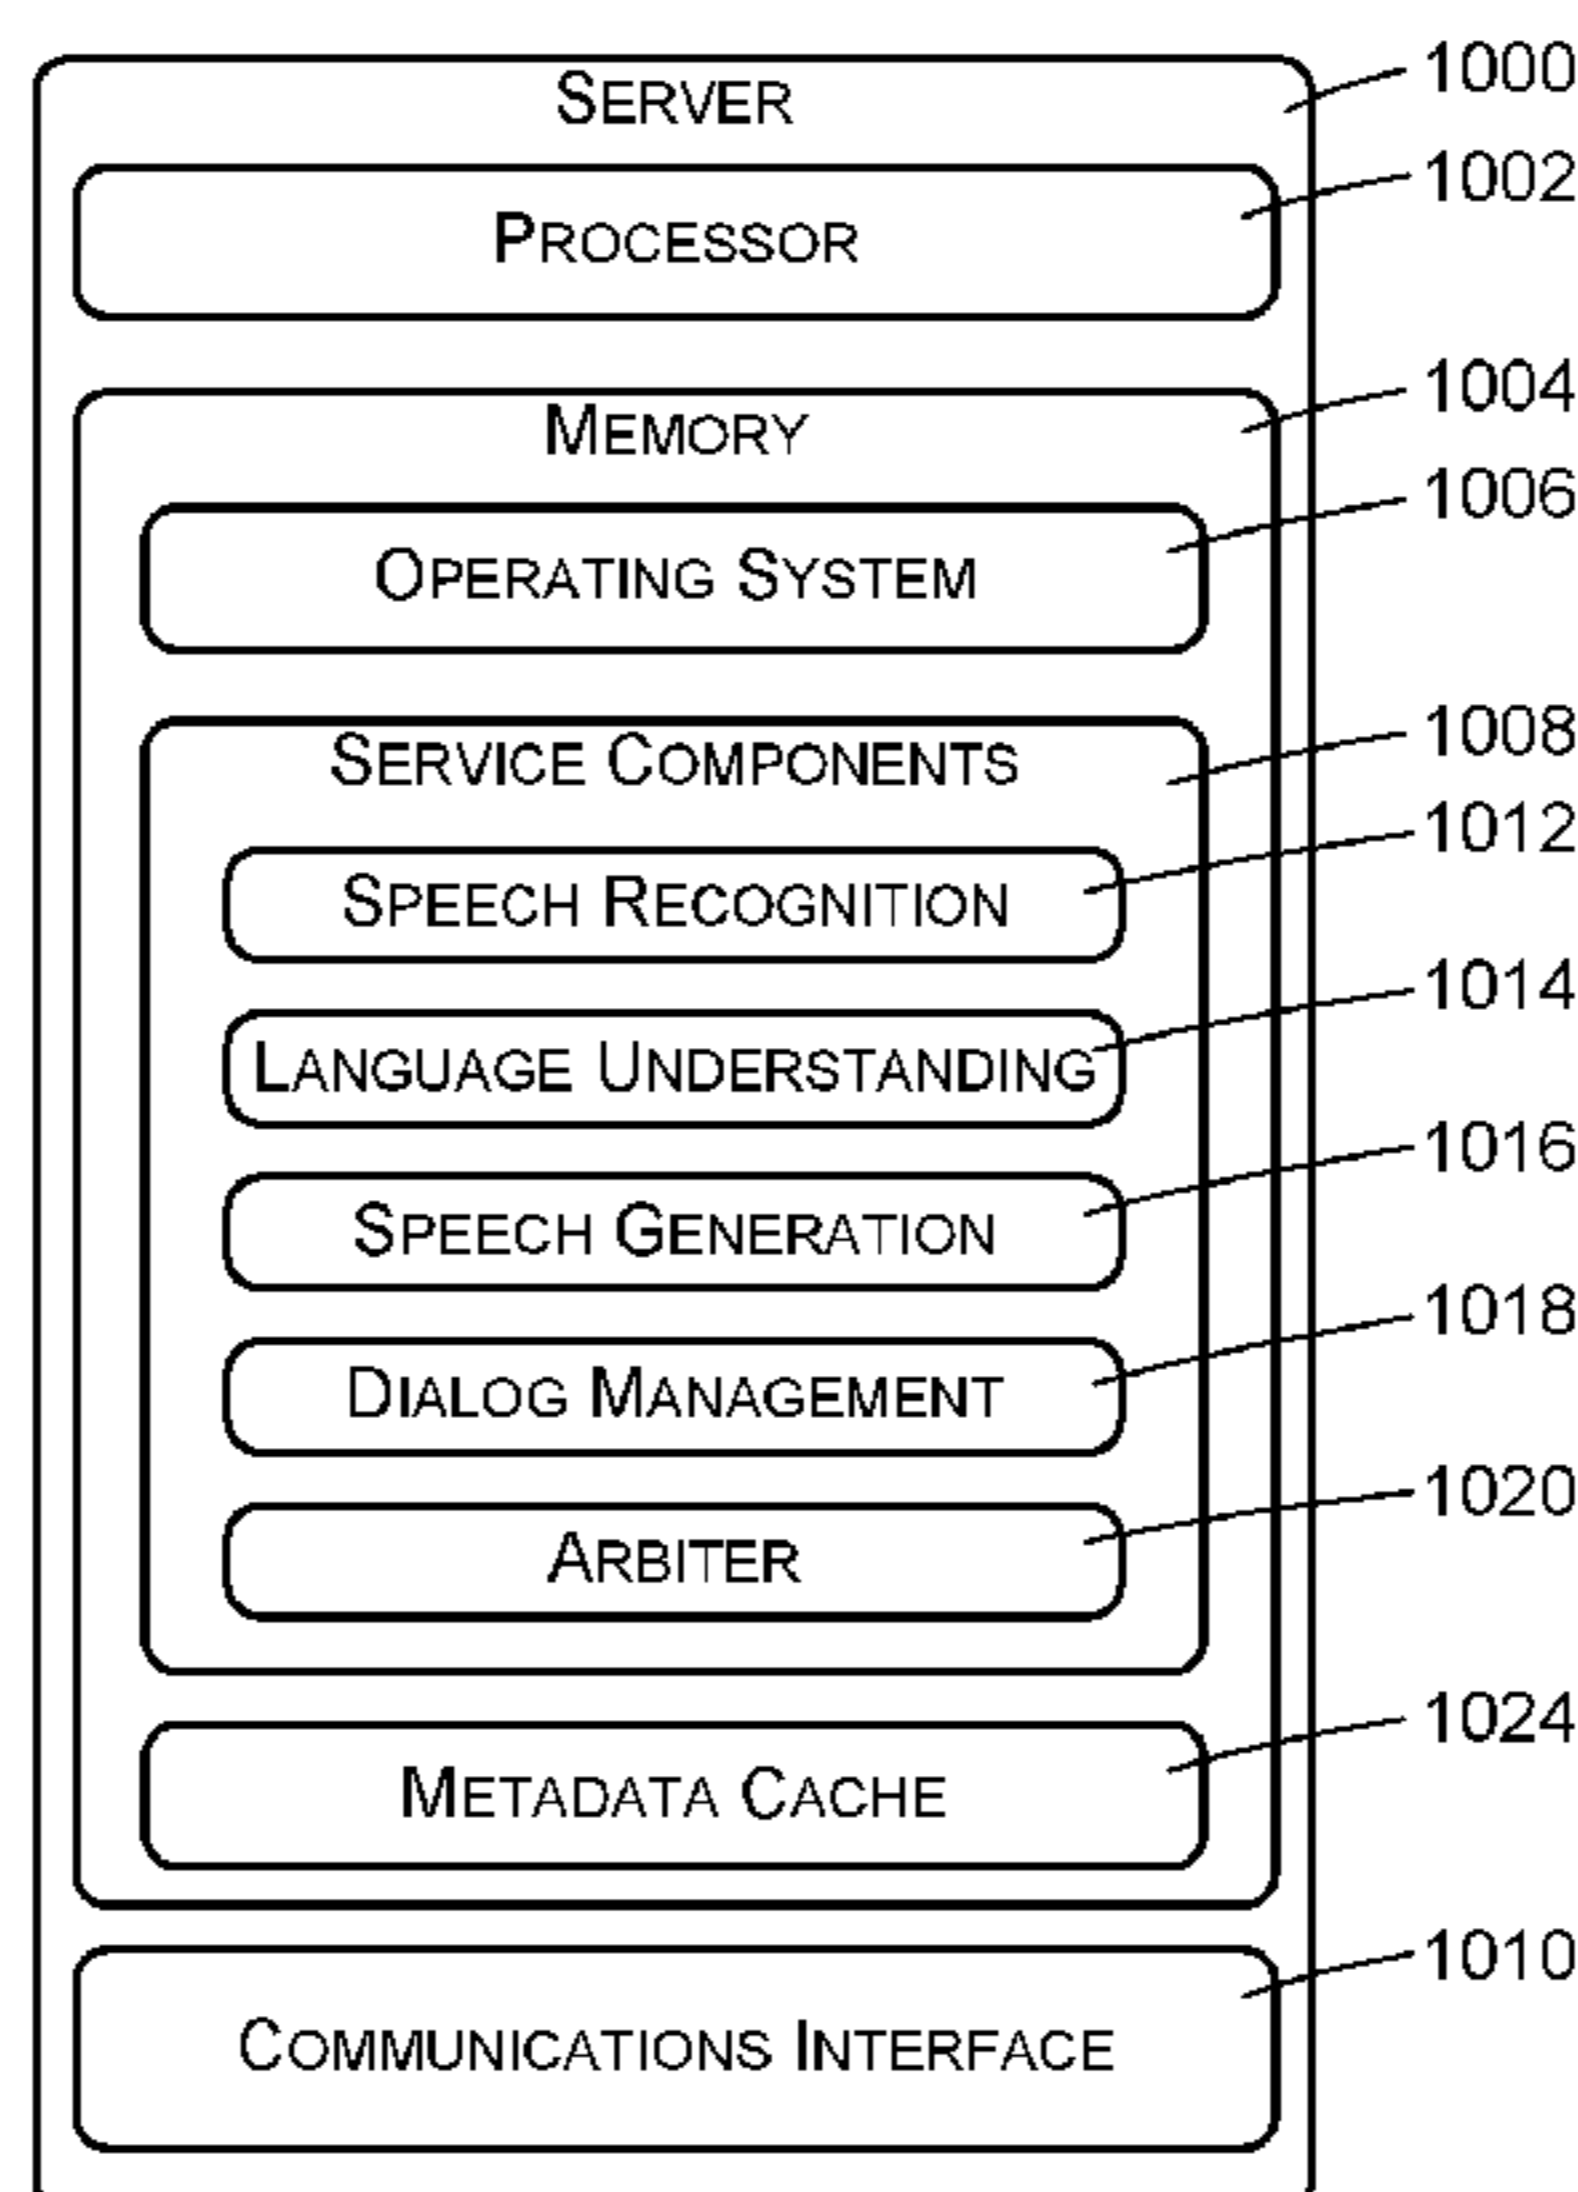 SERVER 1000
PROCESSOR 1002
MEMORY 1004
OPERATING SYSTEM 1006
SERVICE COMPONENTS 1008
SPEECH RECOGNITION 1012
LANGUAGE UNDERSTANDING 1014
SPEECH GENERATION 1016
DIALOG MANAGEMENT 1018
ARBITER 1020
METADATA CACHE 1024
COMMUNICATIONS INTERFACE 1010